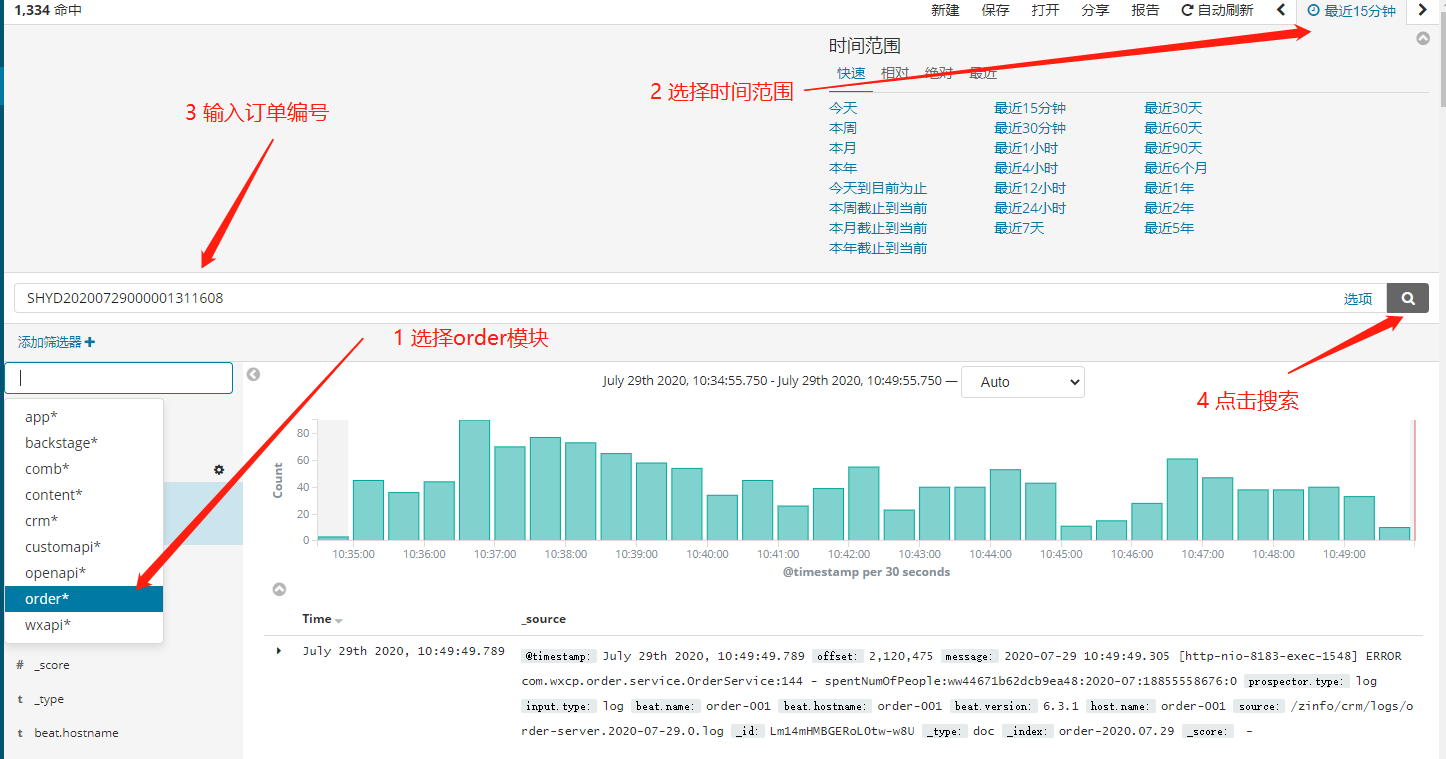 1,334 命中
新建 保存 打开 分享 报告 自动刷新 最近15分钟
时间范围
快速 相对 绝对 最近
2 选择时间范围
3 输入订单编号
今天 最近15分钟 最近30天
本周 最近30分钟 最近60天
本月 最近1小时 最近90天
本年 最近4小时 最近6个月
今天到目前为止 最近12小时 最近1年
本周截止到当前 最近24小时 最近2年
本月截止到当前 最近7天 最近5年
本年截止到当前
SHYD20200729000001311608 选项
添加筛选器
1 选择order模块
July 29th 2020, 10:34:55.750 - July 29th 2020, 10:49:55.750 — Auto
4 点击搜索
app*
backstage*
comb*
content*
crm*
customapi*
openapi*
order*
wxapi*
# _score
t _type
t beat.hostname
Count
80
60
40
20
0
10:35:00 10:36:00 10:37:00 10:38:00 10:39:00 10:40:00 10:41:00 10:42:00 10:43:00 10:44:00 10:45:00 10:46:00 10:47:00 10:48:00 10:49:00
@timestamp per 30 seconds
Time _source
July 29th 2020, 10:49:49.789
@timestamp: July 29th 2020, 10:49:49.789 offset: 2,120,475 message: 2020-07-29 10:49:49.305 [http-nio-8183-exec-1548] ERROR
com.wxcp.order.service.OrderService:144 - spentNumOfPeople:ww44671b62dcb9ea48:2020-07:18855558676:0 prospector.type: log
input.type: log beat.name: order-001 beat.hostname: order-001 beat.version: 6.3.1 host.name: order-001 source: /zinfo/crm/logs/o
rder-server.2020-07-29.0.log _id: Lm14mHMBGERoLOtw-w8U _type: doc _index: order-2020.07.29 _score: -